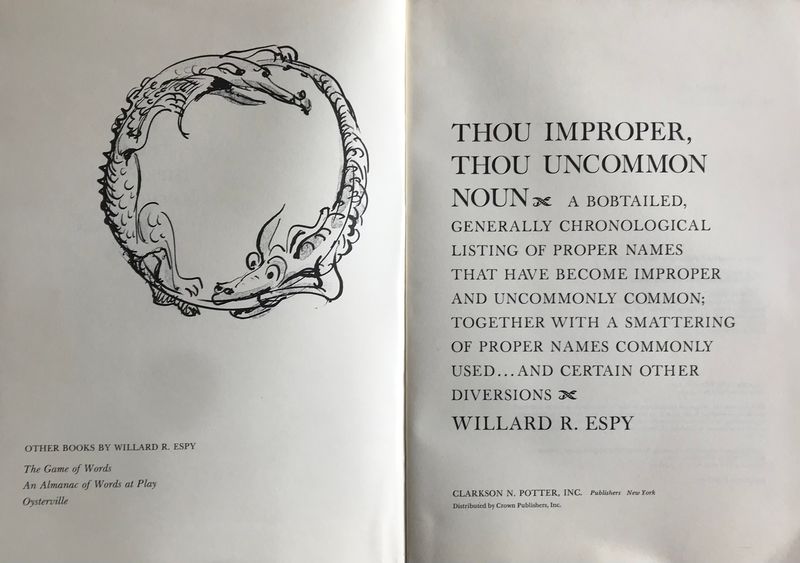 OTHER BOOKS BY WILLARD R. ESPY
The Game of Words
An Almanac of Words at Play
Oysterville
THOU IMPROPER,
THOU UNCOMMON
NOUN A BOBTAILED,
GENERALLY CHRONOLOGICAL
LISTING OF PROPER NAMES
THAT HAVE BECOME IMPROPER
AND UNCOMMONLY COMMON;
TOGETHER WITH A SMATTERING
OF PROPER NAMES COMMONLY
USED...AND CERTAIN OTHER
DIVERSIONS
WILLARD R. ESPY
CLARKSON N. POTTER, INC. Publishers New York
Distributed by Crown Publishers, Inc.